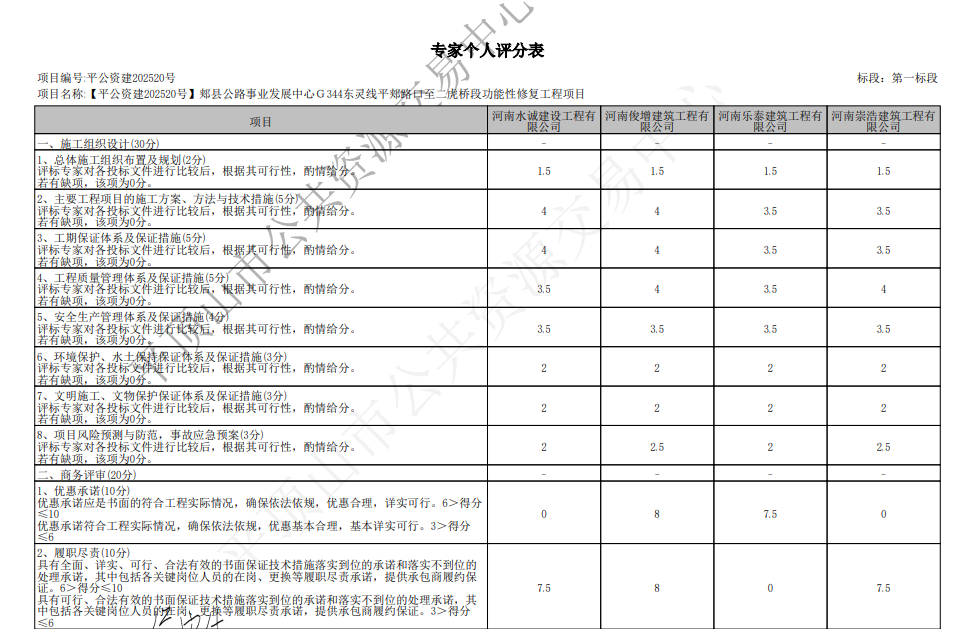 专家个人评分表
项目编号:平公资建202520号 标段：第一标段
项目名称:【平公资建202520号】郏县公路事业发展中心Ｇ344东灵线平郏路口至二虎桥段功能性修复工程项目
项目 河南水诚建设工程有限公司 河南俊增建筑工程有限公司 河南乐泰建筑工程有限公司 河南崇浩建筑工程有限公司
一、施工组织设计(30分) - - - -
1、总体施工组织布置及规划(2分)
评标专家对各投标文件进行比较后，根据其可行性，酌情给分。
若有缺项，该项为0分。
1.5 1.5 1.5 1.5
2、主要工程项目的施工方案、方法与技术措施(5分)
评标专家对各投标文件进行比较后，根据其可行性，酌情给分。
若有缺项，该项为0分。
4 4 3.5 3.5
3、工期保证体系及保证措施(5分)
评标专家对各投标文件进行比较后，根据其可行性，酌情给分。
若有缺项，该项为0分。
4 4 3.5 3.5
4、工程质量管理体系及保证措施(5分)
评标专家对各投标文件进行比较后，根据其可行性，酌情给分。
若有缺项，该项为0分。
3.5 4 3.5 4
5、安全生产管理体系及保证措施(4分)
评标专家对各投标文件进行比较后，根据其可行性，酌情给分。
若有缺项，该项为0分。
3.5 3.5 3.5 3.5
6、环境保护、水土保持保证体系及保证措施(3分)
评标专家对各投标文件进行比较后，根据其可行性，酌情给分。
若有缺项，该项为0分。
2 2 2 2
7、文明施工、文物保护保证体系及保证措施(3分)
评标专家对各投标文件进行比较后，根据其可行性，酌情给分。
若有缺项，该项为0分。
2 2 2 2
8、项目风险预测与防范，事故应急预案(3分)
评标专家对各投标文件进行比较后，根据其可行性，酌情给分。
若有缺项，该项为0分。
2 2.5 2 2.5
二、商务评审(20分) - - - -
1、优惠承诺(10分)
优惠承诺应是书面的符合工程实际情况，确保依法依规，优惠合理，详实可行。6＞得分
≤10
优惠承诺符合工程实际情况，确保依法依规，优惠基本合理，基本详实可行。3＞得分
≤6
0 8 7.5 0
2、履职尽责(10分)
具有全面、详实、可行、合法有效的书面保证技术措施落实到位的承诺和落实不到位的
处理承诺，其中包括各关键岗位人员的在岗、更换等履职尽责承诺，提供承包商履约保
证。6＞得分≤10
具有可行、合法有效的书面保证技术措施落实到位的承诺和落实不到位的处理承诺，其
中包括各关键岗位人员的在岗、更换等履职尽责承诺，提供承包商履约保证。3＞得分
≤6
7.5 8 0 7.5
平顶山市公共资源交易中心
平顶山市公共资源交易中心